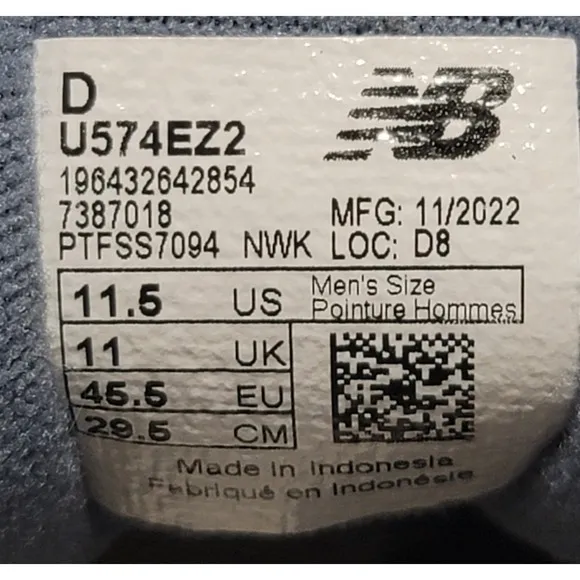 D
NB
U574EZ2
196432642854
7387018 MFG: 11/2022
PTFSS7094 NWK LOC: D8
11.5 US Men's Size
Pointure Hommes
11 UK
45.5 EU
29.5 CM
Made in Indonesia
Fabriqué en Indonésie